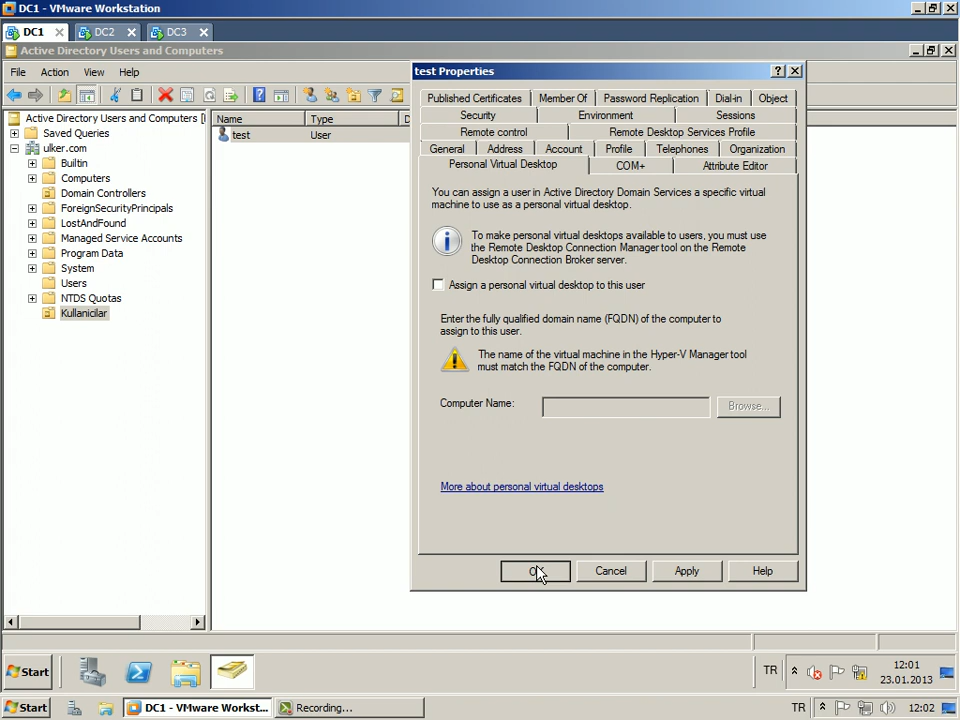 DC1 - VMware Workstation
DC1 DC2 DC3
Active Directory Users and Computers
File Action View Help
Active Directory Users and Computers [
Saved Queries
ulker.com
Builtin
Computers
Domain Controllers
ForeignSecurityPrincipals
LostAndFound
Managed Service Accounts
Program Data
System
Users
NTDS Quotas
Kullanicilar
Name Type D
test User
test Properties
Published Certificates Member Of Password Replication Dial-in Object
Security Environment Sessions
Remote control Remote Desktop Services Profile
General Address Account Profile Telephones Organization
Personal Virtual Desktop COM+ Attribute Editor
You can assign a user in Active Directory Domain Services a specific virtual
machine to use as a personal virtual desktop.
To make personal virtual desktops available to users, you must use
the Remote Desktop Connection Manager tool on the Remote
Desktop Connection Broker server.
Assign a personal virtual desktop to this user
Enter the fully qualified domain name (FQDN) of the computer to
assign to this user.
The name of the virtual machine in the Hyper-V Manager tool
must match the FQDN of the computer.
Computer Name: Browse...
More about personal virtual desktops
OK Cancel Apply Help
Start TR 12:01
23.01.2013
Start DC1 - VMware Workst... Recording... TR 12:02